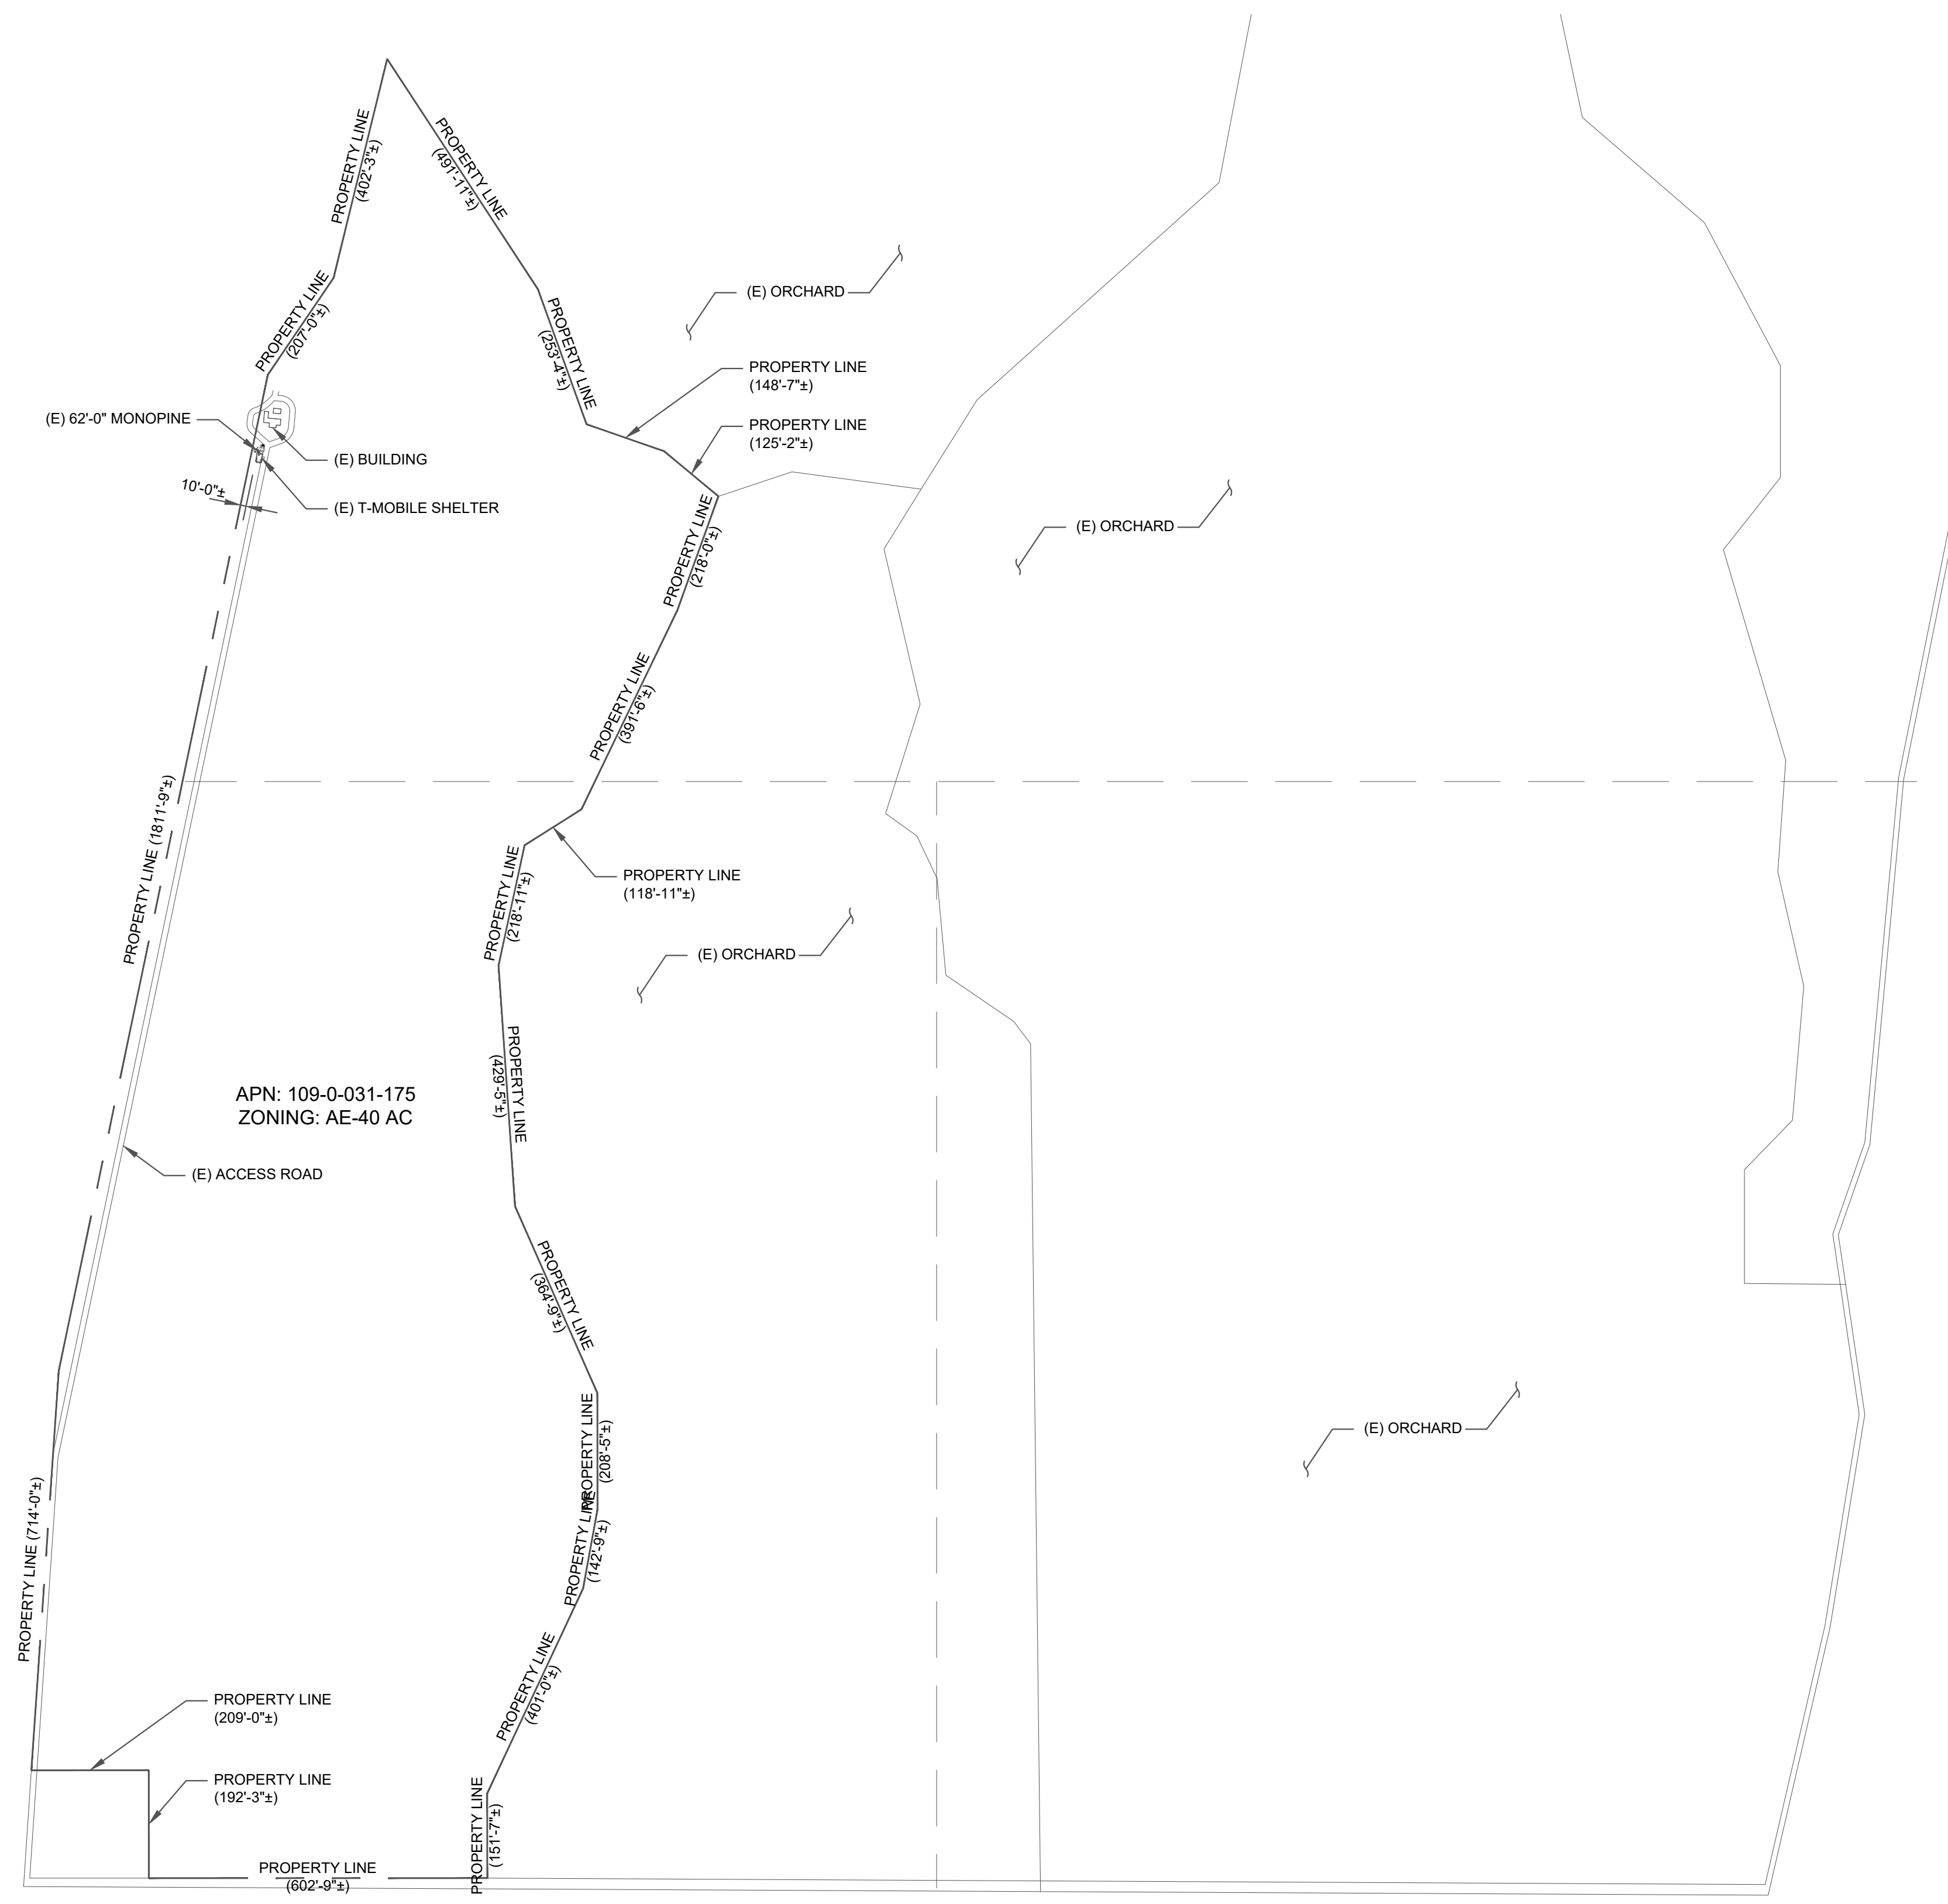 PROPERTY LINE
(402'-3"±)
PROPERTY LINE
(491'-11"±)
PROPERTY LINE
(207'-0"±)
PROPERTY LINE
(253'-4"±)
(E) ORCHARD
PROPERTY LINE
(148'-7"±)
(E) 62'-0" MONOPINE
PROPERTY LINE
(125'-2"±)
(E) BUILDING
10'-0"±
(E) T-MOBILE SHELTER
PROPERTY LINE
(218'-0"±)
(E) ORCHARD
PROPERTY LINE
(391'-6"±)
PROPERTY LINE (1811'-9"±)
PROPERTY LINE
(118'-11"±)
PROPERTY LINE
(218'-11"±)
(E) ORCHARD
PROPERTY LINE
(429'-5"±)
APN: 109-0-031-175
ZONING: AE-40 AC
(E) ACCESS ROAD
PROPERTY LINE
(364'-9"±)
PROPERTY LINE
(208'-5"±)
(E) ORCHARD
PROPERTY LINE (714'-0"±)
PROPERTY LINE
(142'-9"±)
PROPERTY LINE
(401'-0"±)
PROPERTY LINE
(209'-0"±)
PROPERTY LINE
(192'-3"±)
PROPERTY LINE
(151'-7"±)
PROPERTY LINE
(602'-9"±)